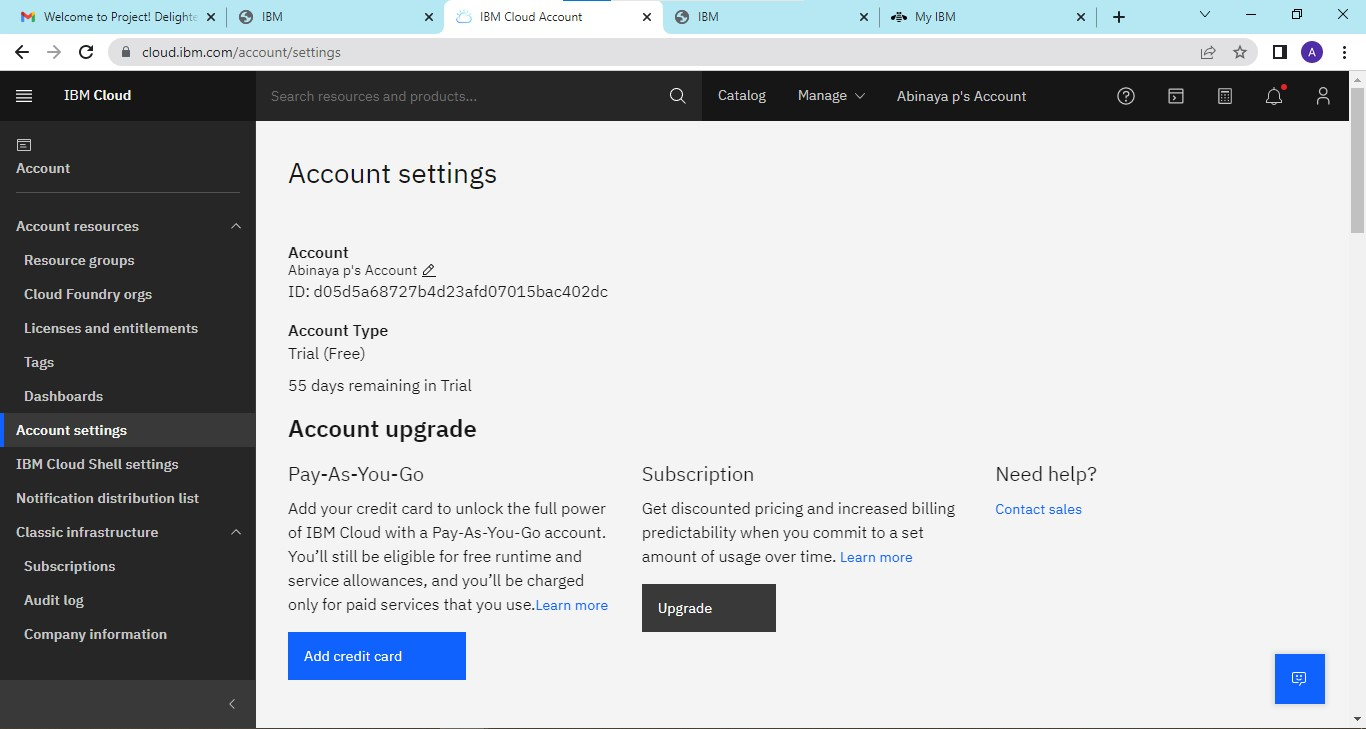 Welcome to Project! Delighte
IBM
IBM Cloud Account
IBM
My IBM
cloud.ibm.com/account/settings
A
IBM Cloud
Search resources and products...
Catalog
Manage
Abinaya p's Account
Account
Account resources
Resource groups
Cloud Foundry orgs
Licenses and entitlements
Tags
Dashboards
Account settings
IBM Cloud Shell settings
Notification distribution list
Classic infrastructure
Subscriptions
Audit log
Company information
Account settings
Account
Abinaya p's Account
ID: d05d5a68727b4d23afd07015bac402dc
Account Type
Trial (Free)
55 days remaining in Trial
Account upgrade
Pay-As-You-Go
Add your credit card to unlock the full power
of IBM Cloud with a Pay-As-You-Go account.
You’ll still be eligible for free runtime and
service allowances, and you’ll be charged
only for paid services that you use.Learn more
Add credit card
Subscription
Get discounted pricing and increased billing
predictability when you commit to a set
amount of usage over time. Learn more
Upgrade
Need help?
Contact sales